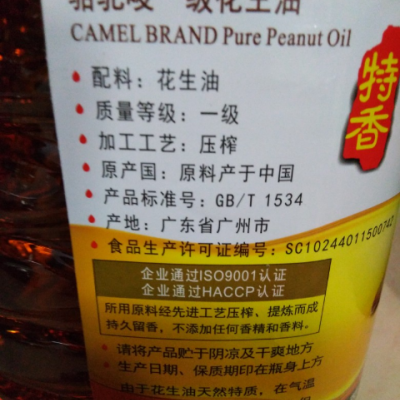 骆驼唛一级花生油
CAMEL BRAND Pure Peanut Oil
特香
• 配料：花生油
• 质量等级：一级
• 加工工艺：压榨
• 原产国：原料产于中国
• 产品标准号：GB/T 1534
• 产地：广东省广州市
• 食品生产许可证编号：SC10244011500742
企业通过ISO9001认证
企业通过HACCP认证
所用原料经先进工艺压榨、提炼而成
持久留香，不添加任何香精和香料。
• 请将产品贮于阴凉及干爽地方
• 生产日期、保质期印在瓶身上方
由于花生油天然特质，在气温